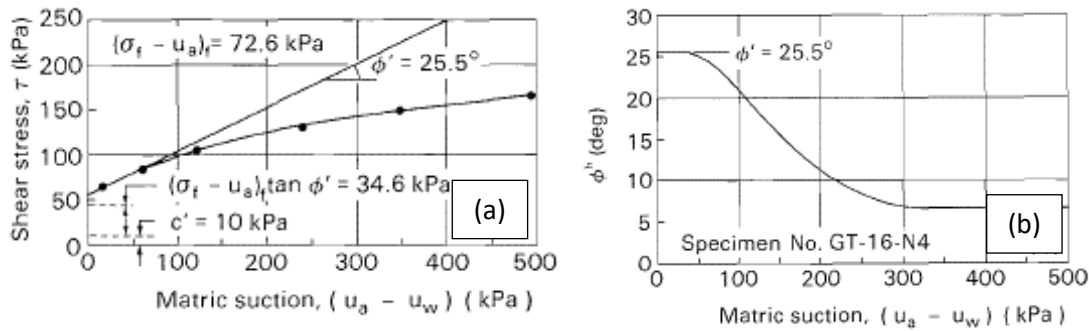 Shear stress, τ (kPa)
250
200
150
100
50
0
(σf – ua)f = 72.6 kPa
ϕ′ = 25.5°
(σf – ua)f tan ϕ′ = 34.6 kPa
c′ = 10 kPa
(a)
0 100 200 300 400 500
Matric suction, ( ua – uw ) ( kPa )
ϕb (deg)
30
25
20
15
10
5
0
ϕ′ = 25.5°
Specimen No. GT-16-N4
(b)
0 100 200 300 400 500
Matric suction, ( ua – uw ) ( kPa )